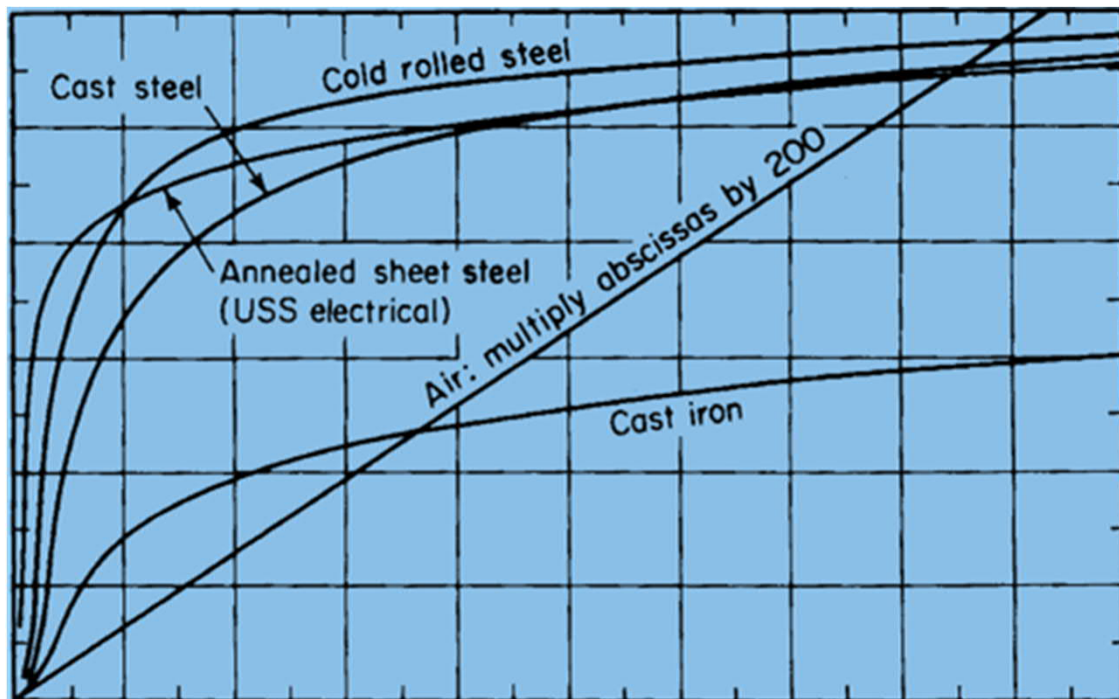 Cold rolled steel
Cast steel
Annealed sheet steel
(USS electrical)
Air: multiply abscissas by 200
Cast iron